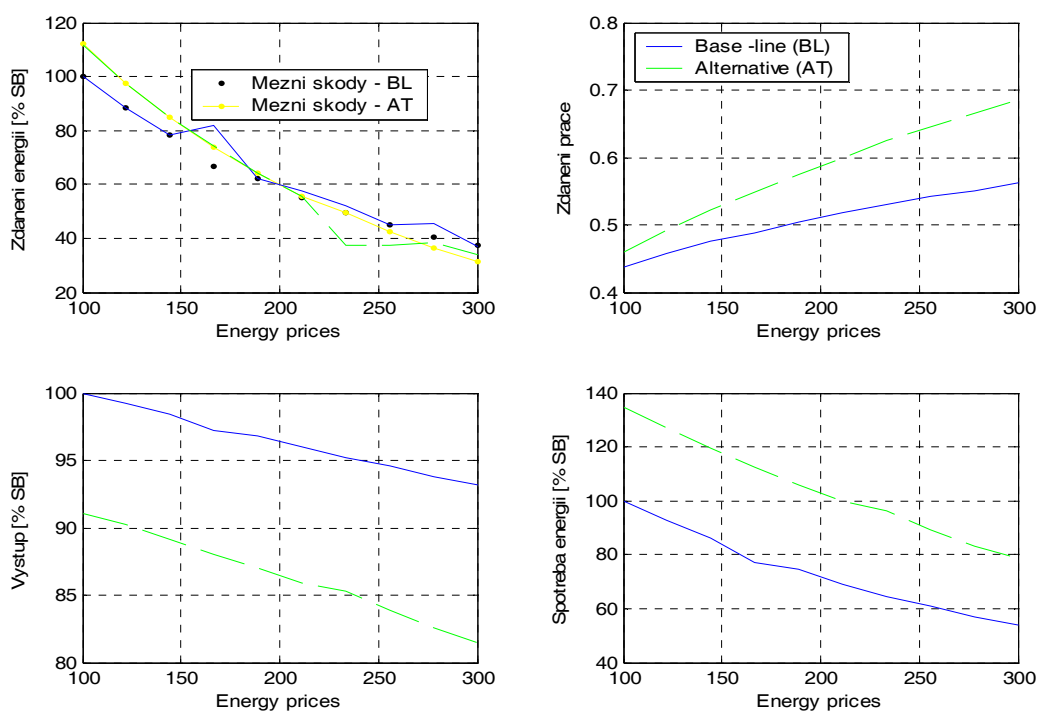 120
100
80
60
40
20
Zdaneni energii [% SB]
Mezni skody - BL
Mezni skody - AT
100 150 200 250 300
Energy prices
0.8
0.7
0.6
0.5
0.4
Zdaneni prace
Base -line (BL)
Alternative (AT)
100 150 200 250 300
Energy prices
100
95
90
85
80
Vystup [% SB]
100 150 200 250 300
Energy prices
140
120
100
80
60
40
Spotreba energii [% SB]
100 150 200 250 300
Energy prices